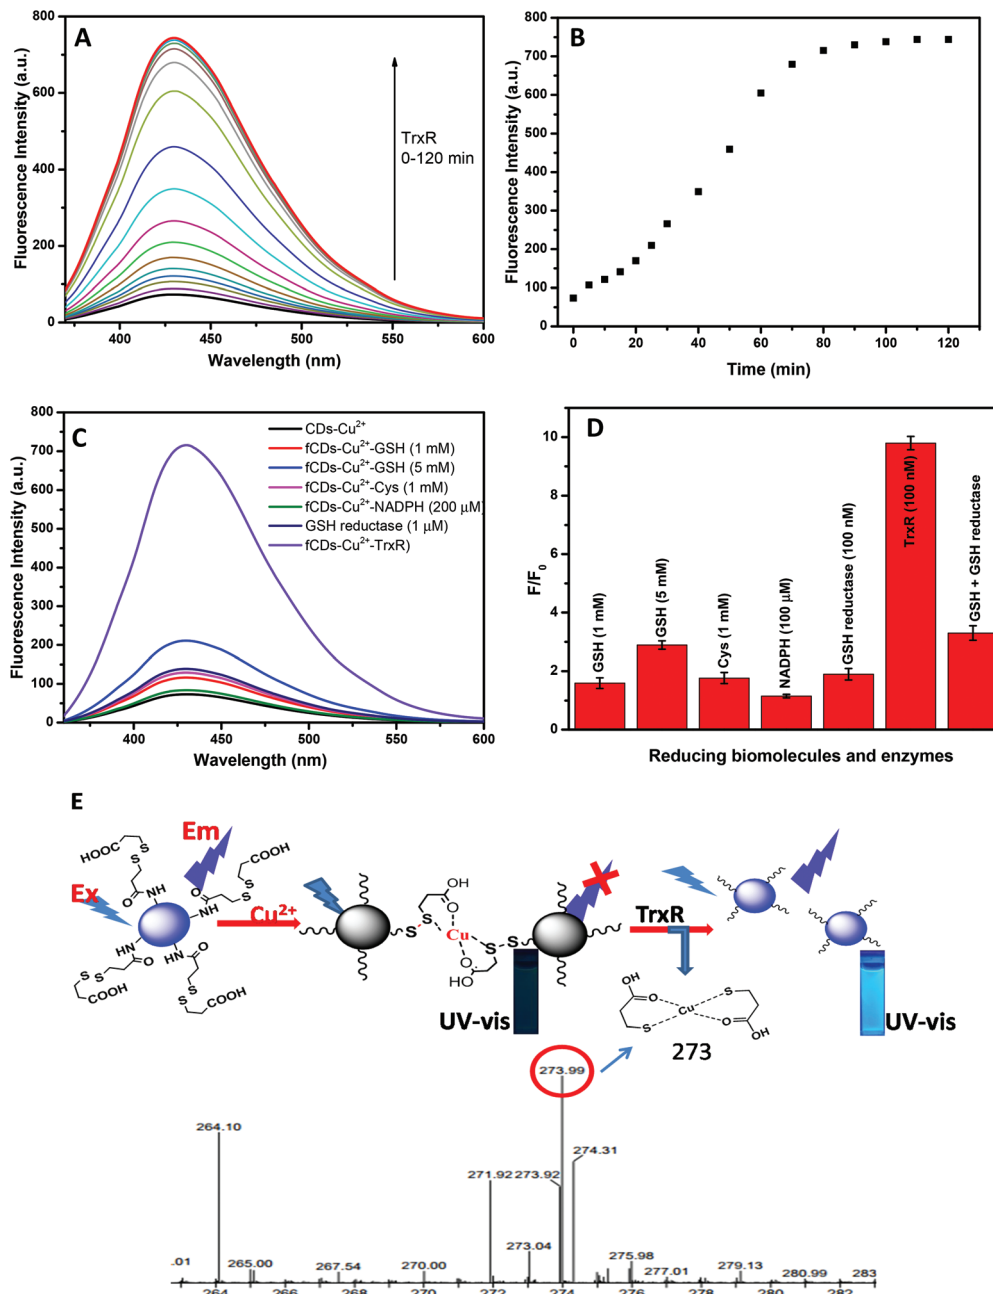 A
800
700
600
400
200
0
Fluorescence Intensity (a.u.)
TrxR
0-120 min
400
450
500
550
600
Wavelength (nm)
B
800
700
600
500
400
300
200
100
0
Fluorescence Intensity (a.u.)
0
20
40
60
80
100
120
Time (min)
C
800
700
600
500
400
300
200
100
0
Fluorescence Intensity (a.u.)
CDs-Cu²⁺
fCDs-Cu²⁺-GSH (1 mM)
fCDs-Cu²⁺-GSH (5 mM)
fCDs-Cu²⁺-Cys (1 mM)
fCDs-Cu²⁺-NADPH (200 µM)
GSH reductase (1 µM)
fCDs-Cu²⁺-TrxR)
400
450
500
550
600
Wavelength (nm)
D
10
8
6
4
2
0
F/F₀
GSH (1 mM)
GSH (5 mM)
Cys (1 mM)
NADPH (100 µM)
GSH reductase (100 nM)
TrxR (100 nM)
GSH + GSH reductase
Reducing biomolecules and enzymes
E
Ex
Em
HOOC
S
S
O
NH
COOH
S
S
O
NH
HN
O
S
S
COOH
HN
O
S
S
COOH
Cu²⁺
S
S
OH
O
Cu
O
HO
S
S
UV-vis
TrxR
OH
O
S
Cu
S
O
OH
273
UV-vis
273.99
264.10
274.31
271.92
273.92
273.04
.01
265.00
267.54
270.00
275.98
277.01
279.13
280.99
283
264
266
268
270
272
274
276
278
280
282